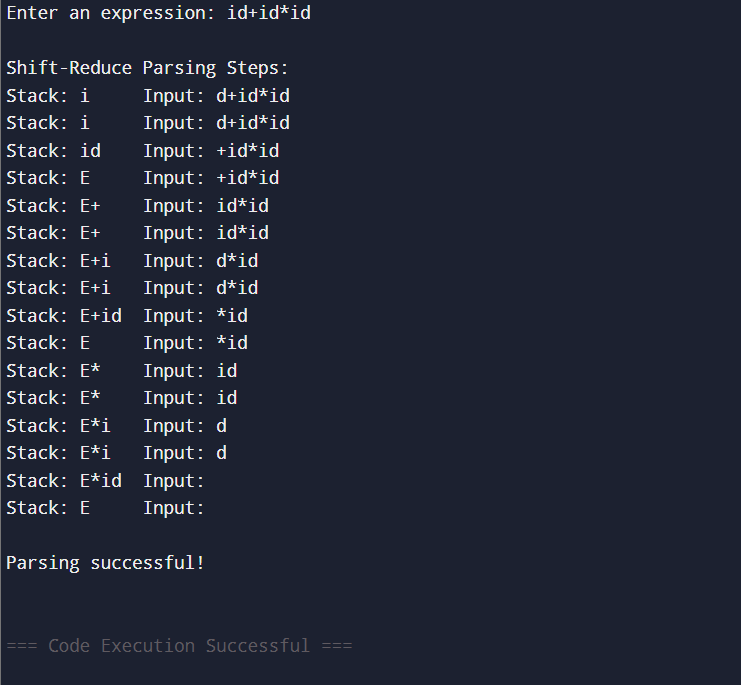 Enter an expression: id+id*id
Shift-Reduce Parsing Steps:
Stack: i     Input: d+id*id
Stack: i     Input: d+id*id
Stack: id    Input: +id*id
Stack: E     Input: +id*id
Stack: E+    Input: id*id
Stack: E+    Input: id*id
Stack: E+i   Input: d*id
Stack: E+i   Input: d*id
Stack: E+id  Input: *id
Stack: E     Input: *id
Stack: E*    Input: id
Stack: E*    Input: id
Stack: E*i   Input: d
Stack: E*i   Input: d
Stack: E*id  Input:
Stack: E     Input:
Parsing successful!
=== Code Execution Successful ===